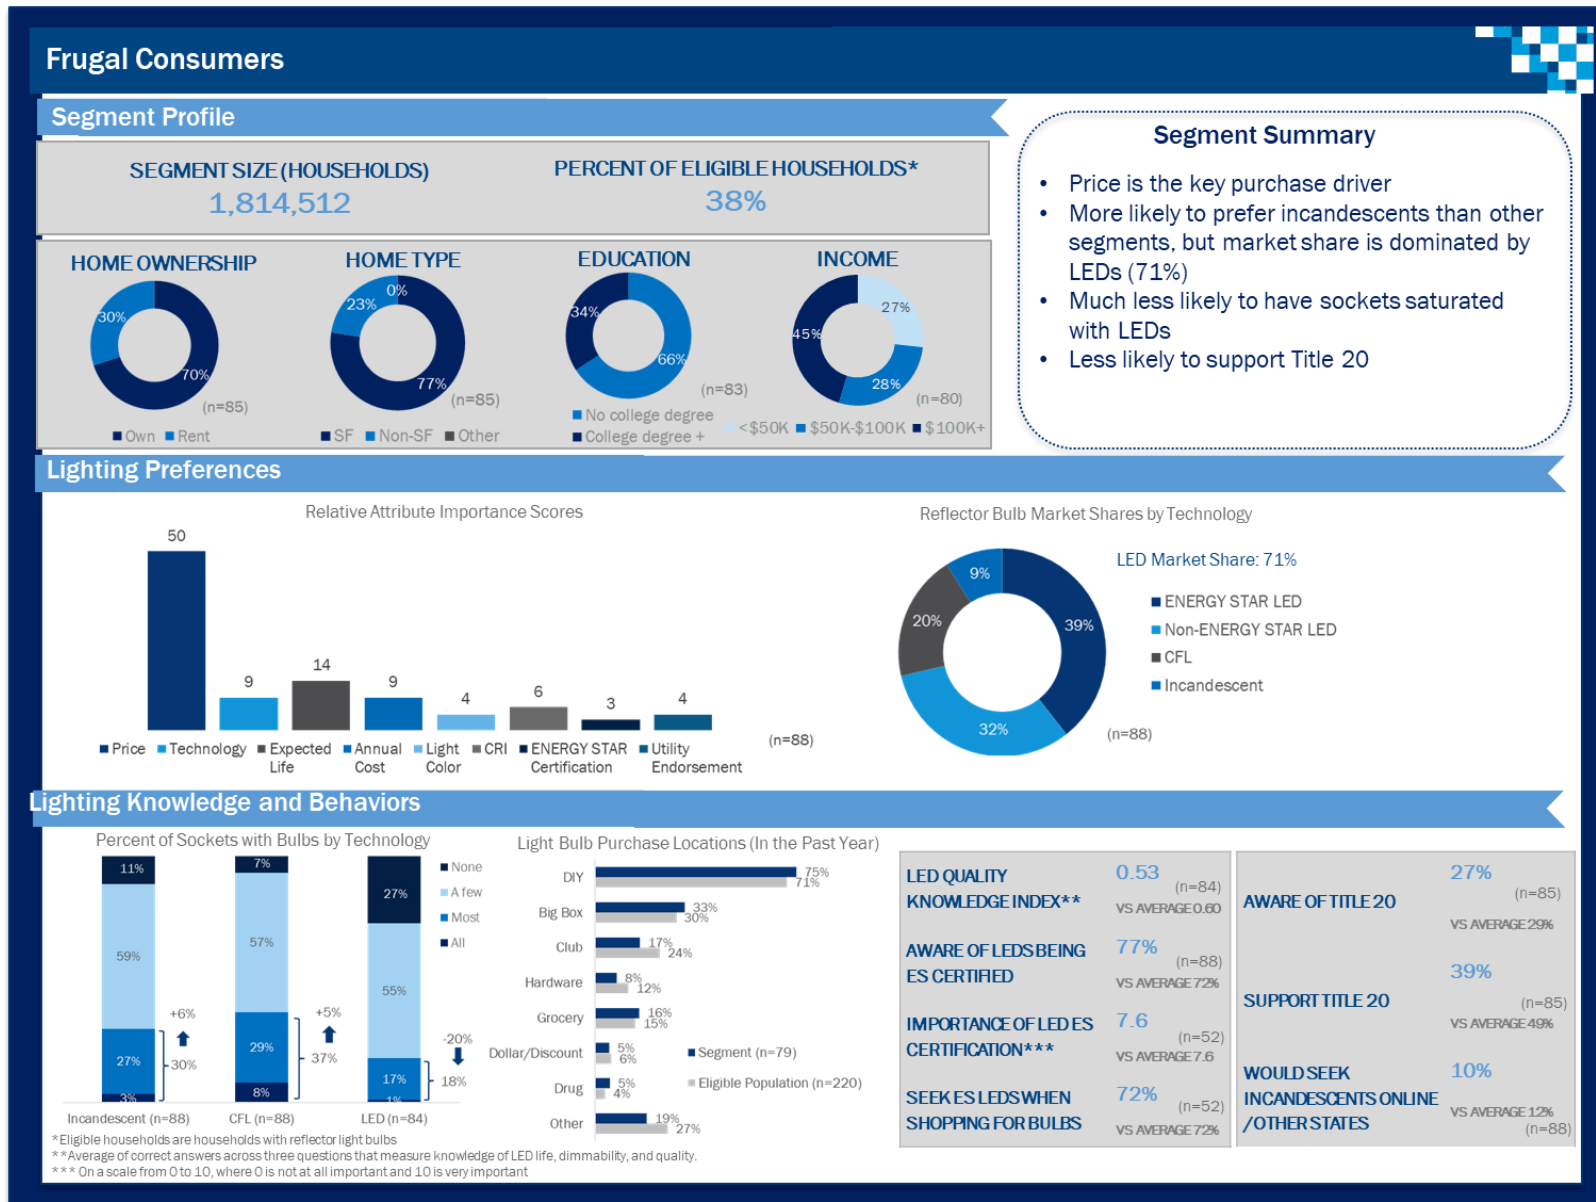 Frugal Consumers
Segment Profile
SEGMENT SIZE (HOUSEHOLDS)
1,814,512
PERCENT OF ELIGIBLE HOUSEHOLDS*
38%
HOME OWNERSHIP
30%
70%
(n=85)
Own Rent
HOME TYPE
0%
23%
77%
(n=85)
SF Non-SF Other
EDUCATION
34%
66%
(n=83)
No college degree
College degree +
INCOME
27%
45%
28%
(n=80)
<$50K $50K-$100K $100K+
Segment Summary
• Price is the key purchase driver
• More likely to prefer incandescents than other
segments, but market share is dominated by
LEDs (71%)
• Much less likely to have sockets saturated
with LEDs
• Less likely to support Title 20
Lighting Preferences
Relative Attribute Importance Scores
50
9
14
9
4
6
3
4
Price Technology Expected Annual Light CRI ENERGY STAR Utility
Life Cost Color Certification Endorsement
(n=88)
Reflector Bulb Market Shares by Technology
LED Market Share: 71%
9%
20%
39%
32%
ENERGY STAR LED
Non-ENERGY STAR LED
CFL
Incandescent
(n=88)
Lighting Knowledge and Behaviors
Percent of Sockets with Bulbs by Technology
11%
59%
27%
3%
+6%
30%
7%
57%
29%
8%
+5%
37%
27%
55%
17%
1%
-20%
18%
None
A few
Most
All
Incandescent (n=88) CFL (n=88) LED (n=84)
Light Bulb Purchase Locations (In the Past Year)
DIY 75%
71%
Big Box 33%
30%
Club 17%
24%
Hardware 8%
12%
Grocery 16%
15%
Dollar/Discount 5%
6%
Drug 5%
4%
Other 19%
27%
Segment (n=79)
Eligible Population (n=220)
LED QUALITY
KNOWLEDGE INDEX**
0.53
(n=84)
VS AVERAGE 0.60
AWARE OF LEDS BEING
ES CERTIFIED
77%
(n=88)
VS AVERAGE 72%
IMPORTANCE OF LED ES
CERTIFICATION***
7.6
(n=52)
VS AVERAGE 7.6
SEEK ES LEDS WHEN
SHOPPING FOR BULBS
72%
(n=52)
VS AVERAGE 72%
AWARE OF TITLE 20
27%
(n=85)
VS AVERAGE 29%
SUPPORT TITLE 20
39%
(n=85)
VS AVERAGE 49%
WOULD SEEK
INCANDESCENTS ONLINE
/OTHER STATES
10%
VS AVERAGE 12%
(n=88)
*Eligible households are households with reflector light bulbs
**Average of correct answers across three questions that measure knowledge of LED life, dimmability, and quality.
*** On a scale from 0 to 10, where 0 is not at all important and 10 is very important